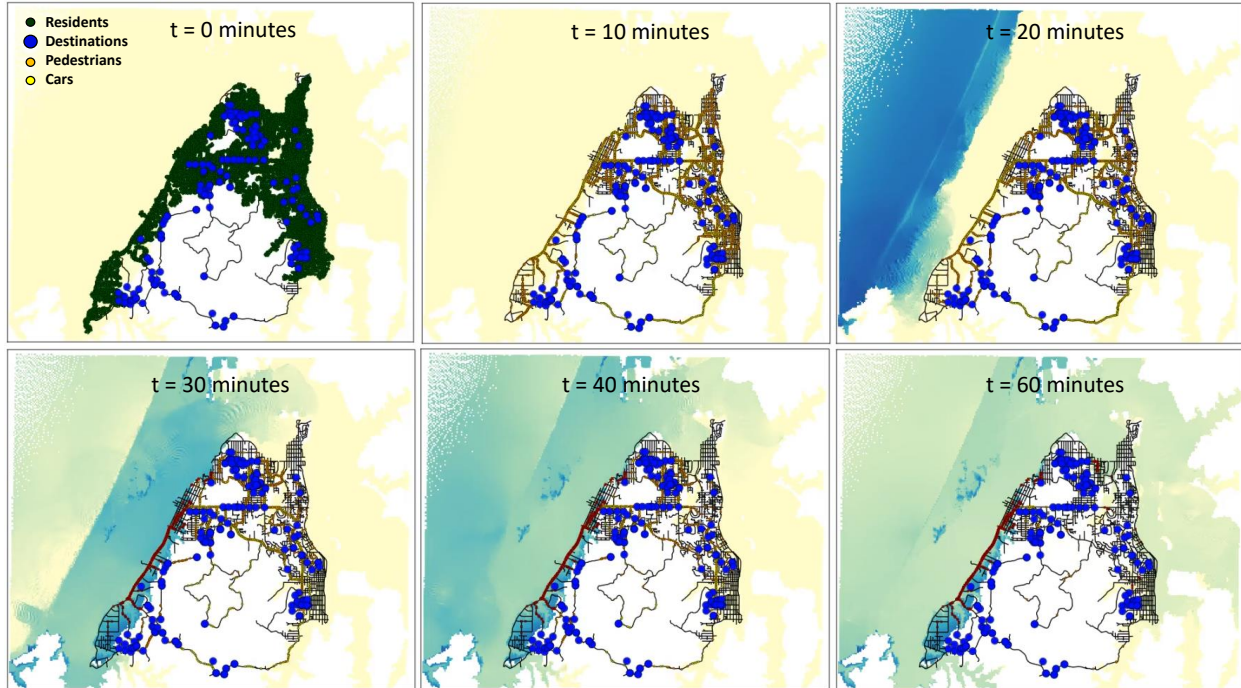 Residents
Destinations
Pedestrians
Cars
t = 0 minutes
t = 10 minutes
t = 20 minutes
t = 30 minutes
t = 40 minutes
t = 60 minutes